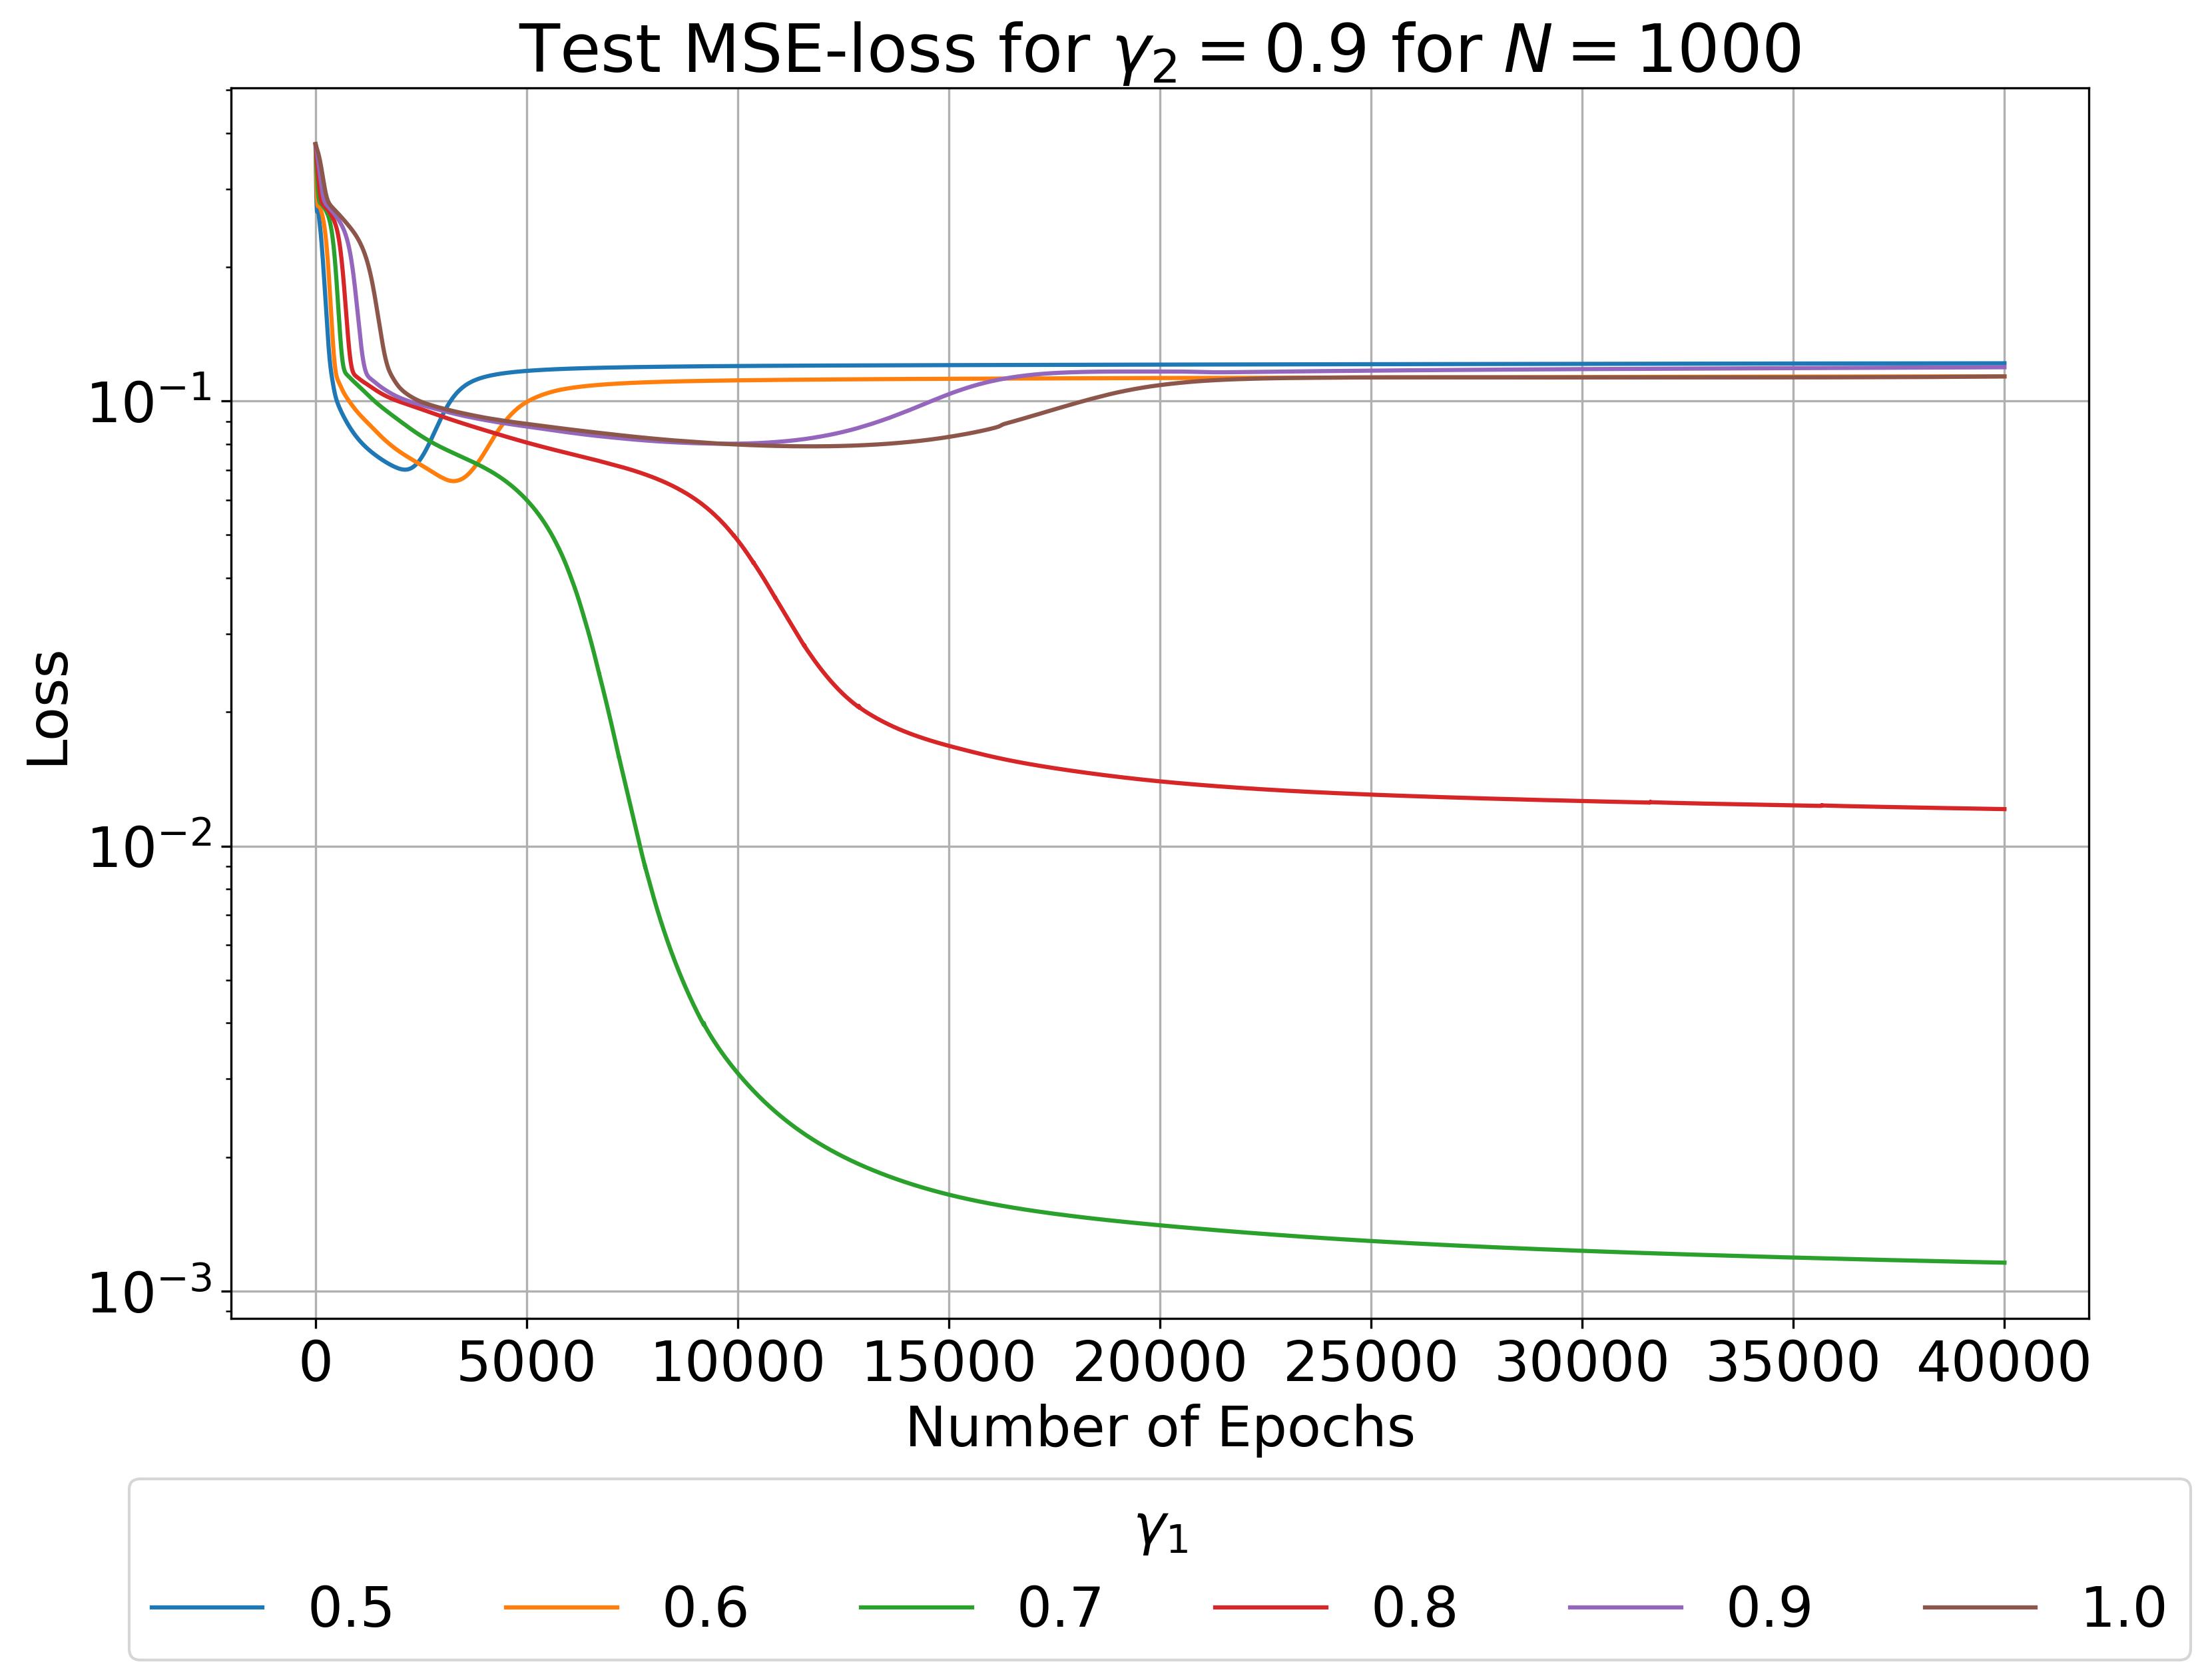 Test MSE-loss for γ₂ = 0.9 for N = 1000
Loss
10⁻¹
10⁻²
10⁻³
0 5000 10000 15000 20000 25000 30000 35000 40000
Number of Epochs
γ₁
0.5 0.6 0.7 0.8 0.9 1.0